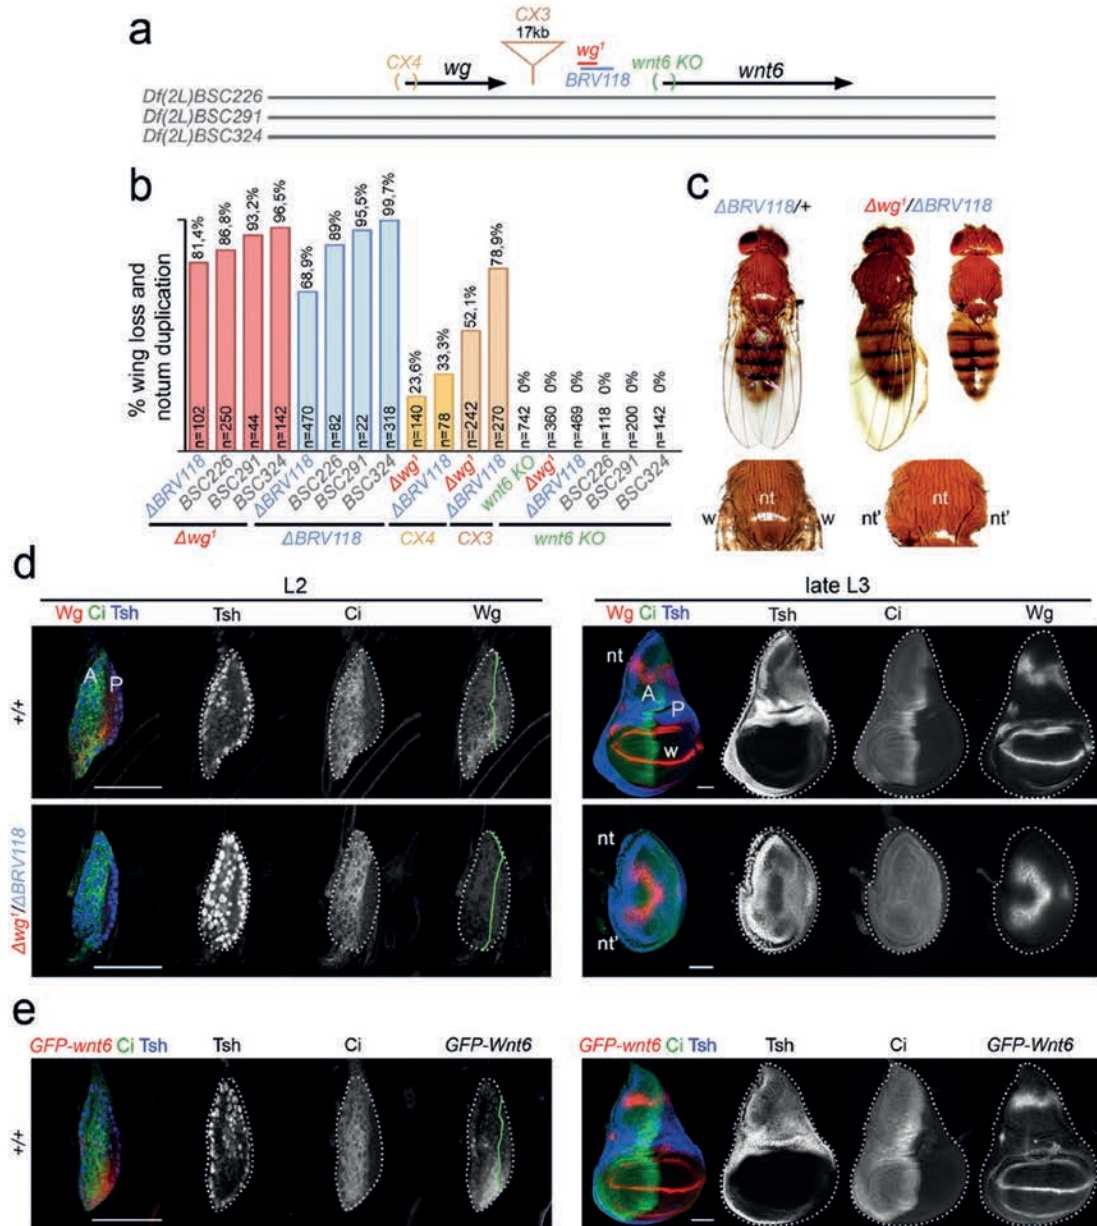 a
CX3
17kb
CX4
wg
wg¹
BRV118
wnt6 KO
wnt6
Df(2L)BSC226
Df(2L)BSC291
Df(2L)BSC324
b
% wing loss and
notum duplication
81,4%
86,8%
93,2%
96,5%
68,9%
89%
95,5%
99,7%
23,6%
33,3%
52,1%
78,9%
0%
0%
0%
0%
0%
0%
n=102
n=250
n=44
n=142
n=470
n=82
n=22
n=318
n=140
n=78
n=242
n=270
n=742
n=360
n=469
n=118
n=200
n=142
ΔBRV118
BSC226
BSC291
BSC324
ΔBRV118
BSC226
BSC291
BSC324
Δwg¹
ΔBRV118
Δwg¹
ΔBRV118
wnt6 KO
Δwg¹
ΔBRV118
BSC226
BSC291
BSC324
Δwg¹
ΔBRV118
CX4
CX3
wnt6 KO
c
ΔBRV118/+
Δwg¹/ΔBRV118
w
nt
w
nt'
nt
nt'
d
L2
late L3
Wg Ci Tsh
Tsh
Ci
Wg
Wg Ci Tsh
Tsh
Ci
Wg
+/+
A
P
nt
A
P
w
Δwg¹/ΔBRV118
nt
nt'
e
GFP-wnt6 Ci Tsh
Tsh
Ci
GFP-Wnt6
GFP-wnt6 Ci Tsh
Tsh
Ci
GFP-Wnt6
+/+